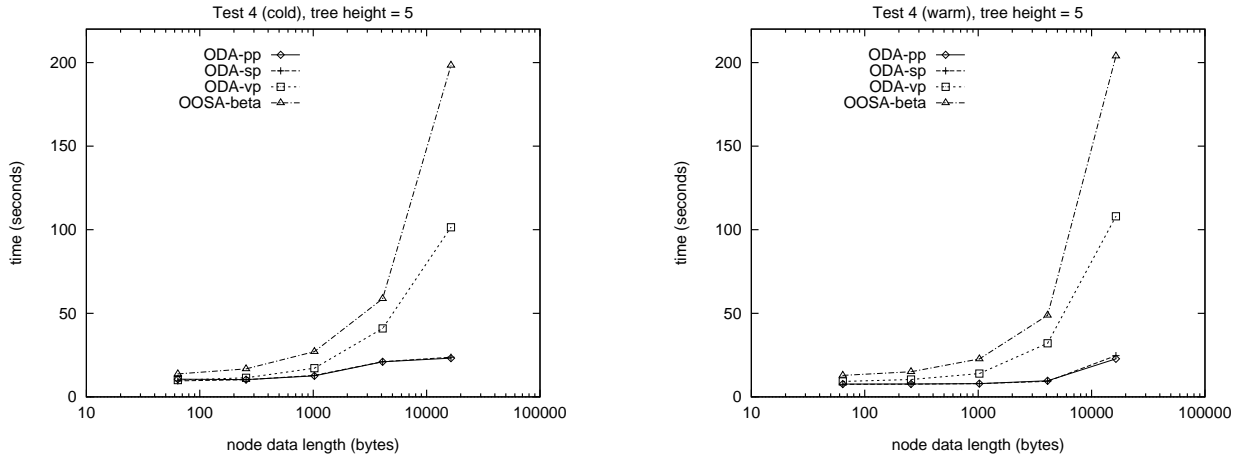 Test 4 (cold), tree height = 5
ODA-pp
ODA-sp
ODA-vp
OOSA-beta
200
150
100
50
0
time (seconds)
10
100
1000
10000
100000
node data length (bytes)
Test 4 (warm), tree height = 5
ODA-pp
ODA-sp
ODA-vp
OOSA-beta
200
150
100
50
0
time (seconds)
10
100
1000
10000
100000
node data length (bytes)